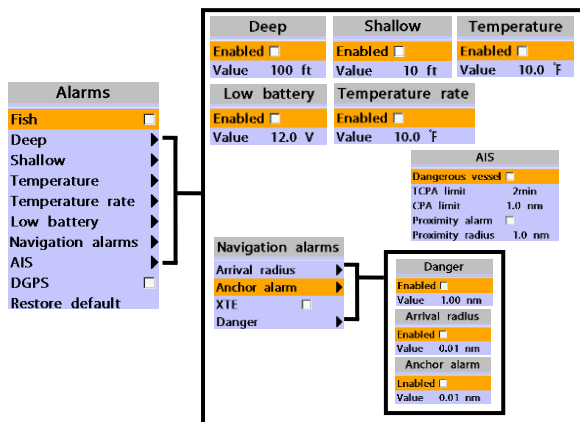 Alarms
Fish
Deep
Shallow
Temperature
Temperature rate
Low battery
Navigation alarms
AIS
DGPS
Restore default
Deep
Enabled
Value 100 ft
Shallow
Enabled
Value 10 ft
Temperature
Enabled
Value 10.0 °F
Low battery
Enabled
Value 12.0 V
Temperature rate
Enabled
Value 10.0 °F
AIS
Dangerous vessel
TCPA limit 2min
CPA limit 1.0 nm
Proximity alarm
Proximity radius 1.0 nm
Navigation alarms
Arrival radius
Anchor alarm
XTE
Danger
Danger
Enabled
Value 1.00 nm
Arrival radius
Enabled
Value 0.01 nm
Anchor alarm
Enabled
Value 0.01 nm